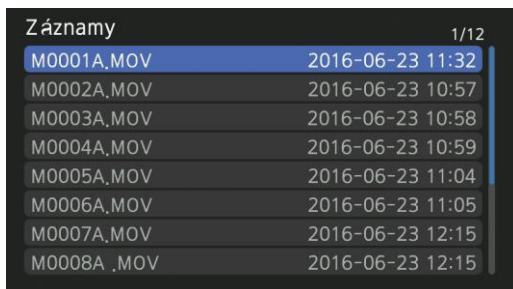 Záznamy
1/12
M0001A.MOV 2016-06-23 11:32
M0002A.MOV 2016-06-23 10:57
M0003A.MOV 2016-06-23 10:58
M0004A.MOV 2016-06-23 10:59
M0005A.MOV 2016-06-23 11:04
M0006A.MOV 2016-06-23 11:05
M0007A.MOV 2016-06-23 12:15
M0008A .MOV 2016-06-23 12:15